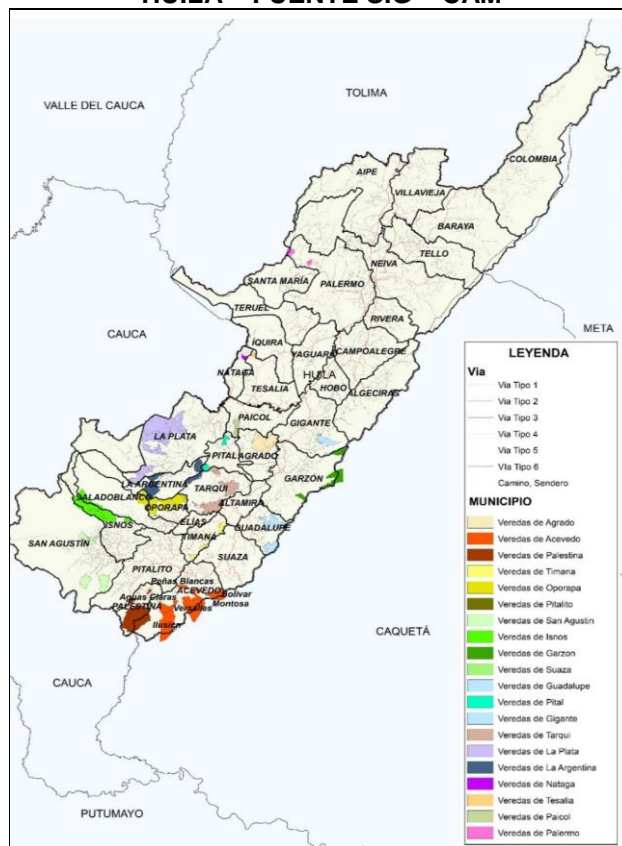 HUILA – FUENTE SIG – CAM
VALLE DEL CAUCA
TOLIMA
COLOMBIA
AIPE
VILLAVIEJA
BARAYA
TELLO
NEIVA
SANTA MARÍA
PALERMO
TERUEL
RIVERA
META
CAUCA
ÍQUIRA
YAGUARÁ
CAMPOALEGRE
HUILA
NATAGA
TESALIA
HOBO
ALGECIRAS
PAICOL
GIGANTE
LA PLATA
PITAL
AGRADO
GARZÓN
LA ARGENTINA
TARQUI
SALADOBLANCO
OPORAPA
ALTAMIRA
ISNOS
ELÍAS
GUADALUPE
SAN AGUSTÍN
TIMANÁ
SUAZA
PITALITO
Peñas Blancas
ACEVEDO
Bolivar
Aguas Claras
Montosa
PALESTINA
Versalles
Ilusion
CAQUETÁ
CAUCA
PUTUMAYO
LEYENDA
Via
Via Tipo 1
Via Tipo 2
Via Tipo 3
Via Tipo 4
Via Tipo 5
VIa Tipo 6
Camino, Sendero
MUNICIPIO
Veredas de Agrado
Veredas de Acevedo
Veredas de Palestina
Veredas de Timana
Veredas de Oporapa
Veredas de Pitalito
Veredas de San Agustin
Veredas de Isnos
Veredas de Garzon
Veredas de Suaza
Veredas de Guadalupe
Veredas de Pital
Veredas de Gigante
Veredas de Tarqui
Veredas de La Plata
Veredas de La Argentina
Veredas de Nataga
Veredas de Tesalia
Veredas de Paicol
Veredas de Palermo